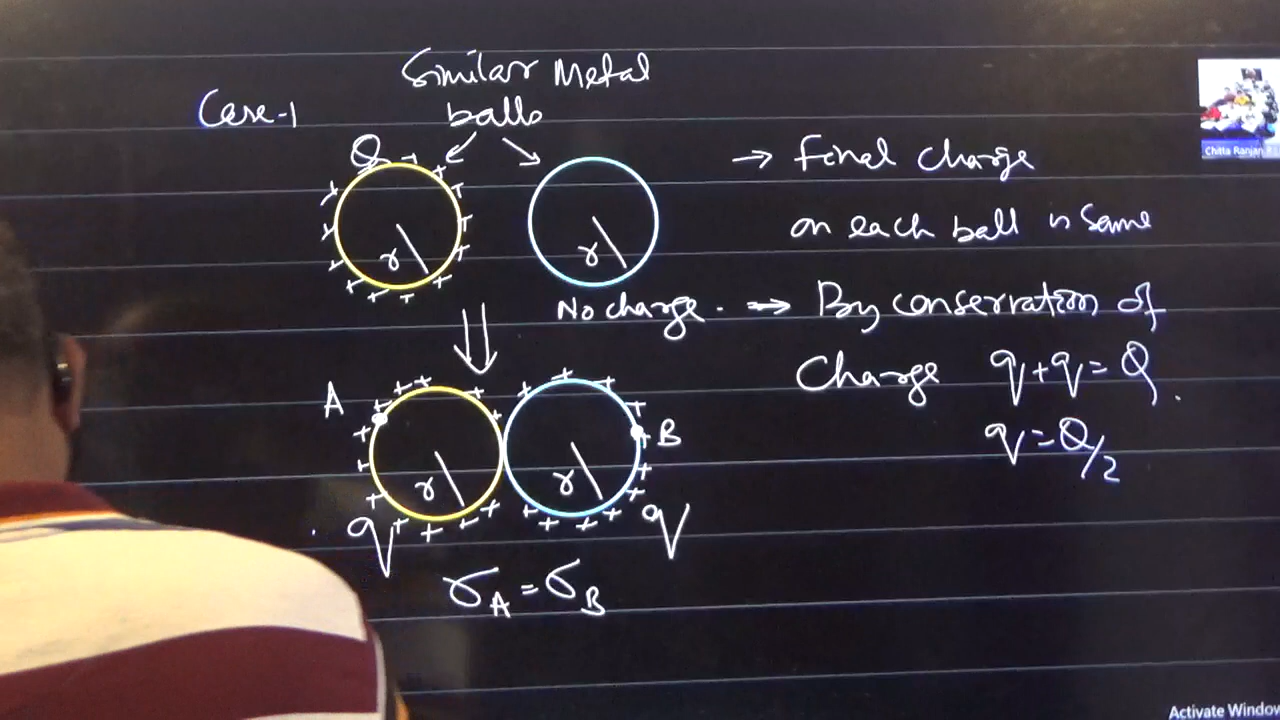 Similar Metal
balls
Case-1
Q
r
r
No charge.
→ Final charge
on each ball is same
→ By conservation of
Charge q+q=Q.
q=Q/2
A
B
r
r
q
q
σA = σB
Chitta Ranjan
Activate Window